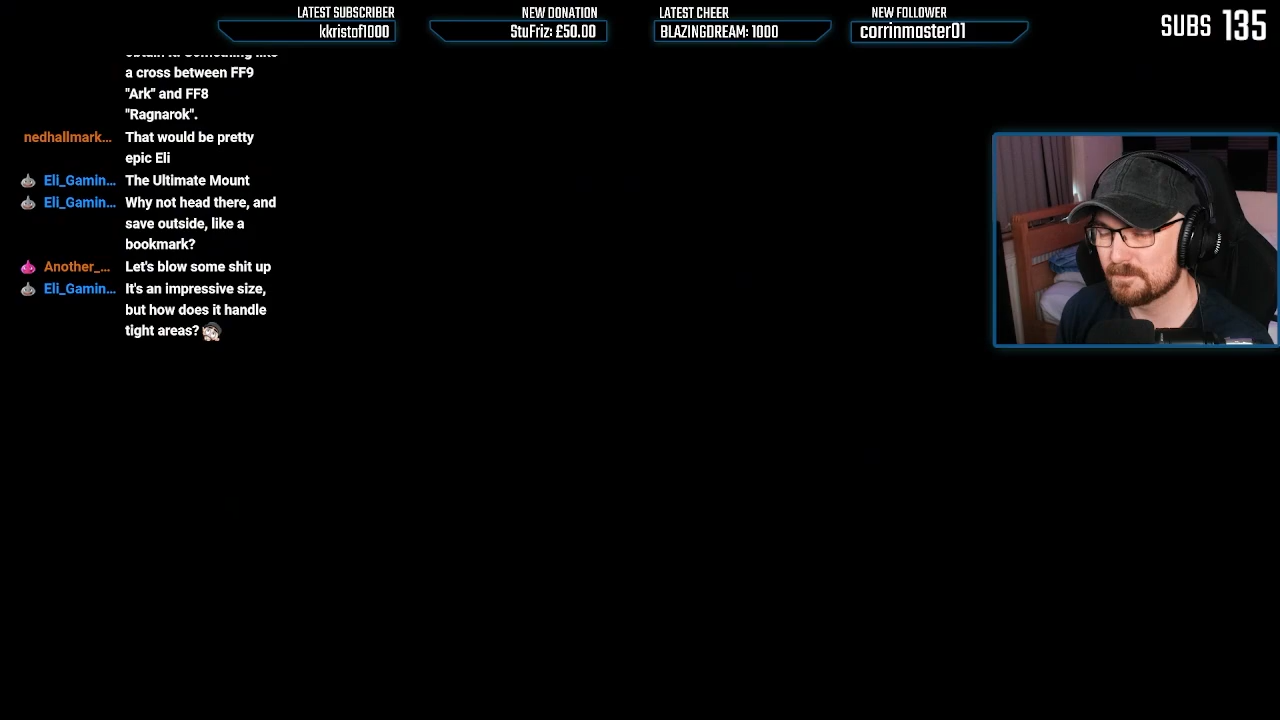 LATEST SUBSCRIBER
kkristof1000
NEW DONATION
StuFriz: £50.00
LATEST CHEER
BLAZINGDREAM: 1000
NEW FOLLOWER
corrinmaster01
SUBS 135
a cross between FF9
"Ark" and FF8
"Ragnarok".
nedhallmark... That would be pretty
epic Eli
Eli_Gamin... The Ultimate Mount
Eli_Gamin... Why not head there, and
save outside, like a
bookmark?
Another_... Let's blow some shit up
Eli_Gamin... It's an impressive size,
but how does it handle
tight areas?